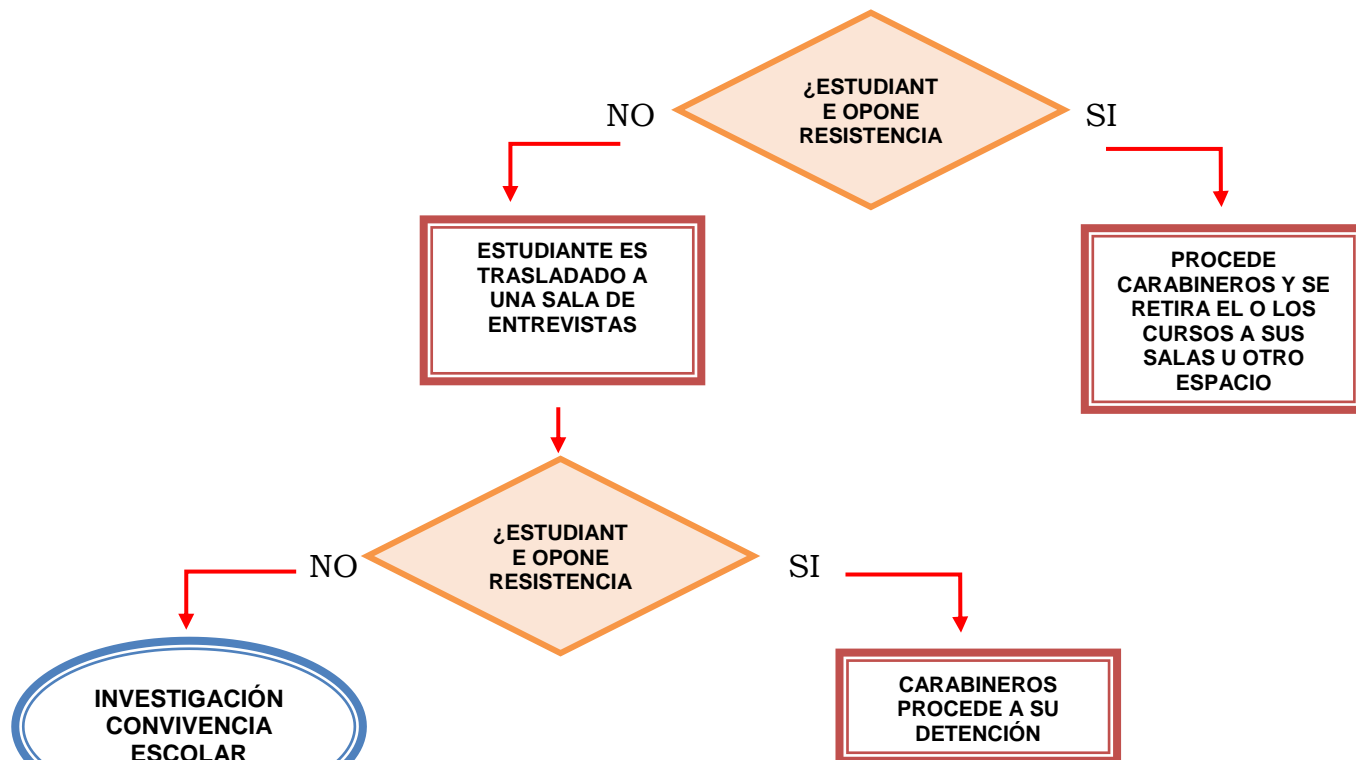 ¿ESTUDIANT
E OPONE
RESISTENCIA
NO
SI
ESTUDIANTE ES
TRASLADADO A
UNA SALA DE
ENTREVISTAS
PROCEDE
CARABINEROS Y SE
RETIRA EL O LOS
CURSOS A SUS
SALAS U OTRO
ESPACIO
¿ESTUDIANT
E OPONE
RESISTENCIA
NO
SI
INVESTIGACIÓN
CONVIVENCIA
ESCOLAR
CARABINEROS
PROCEDE A SU
DETENCIÓN